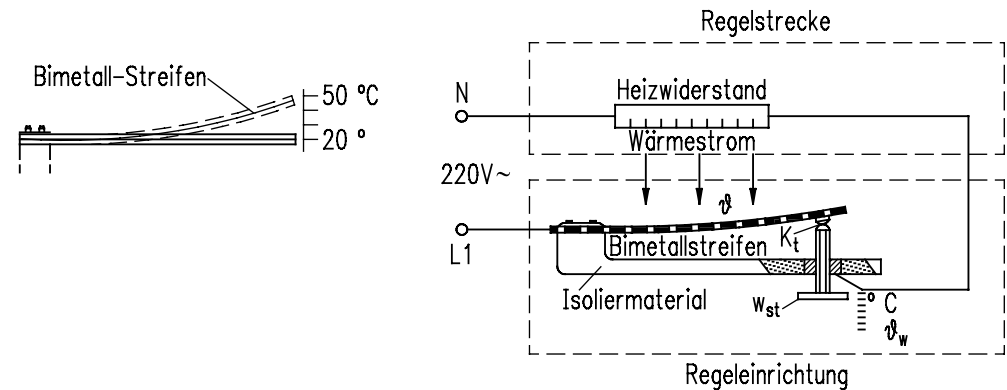 Bimetall-Streifen
50 °C
20 °
Regelstrecke
N
Heizwiderstand
Wärmestrom
220V~
ϑ
L1
Bimetallstreifen
Kt
Isoliermaterial
Wst
° C
ϑw
Regeleinrichtung